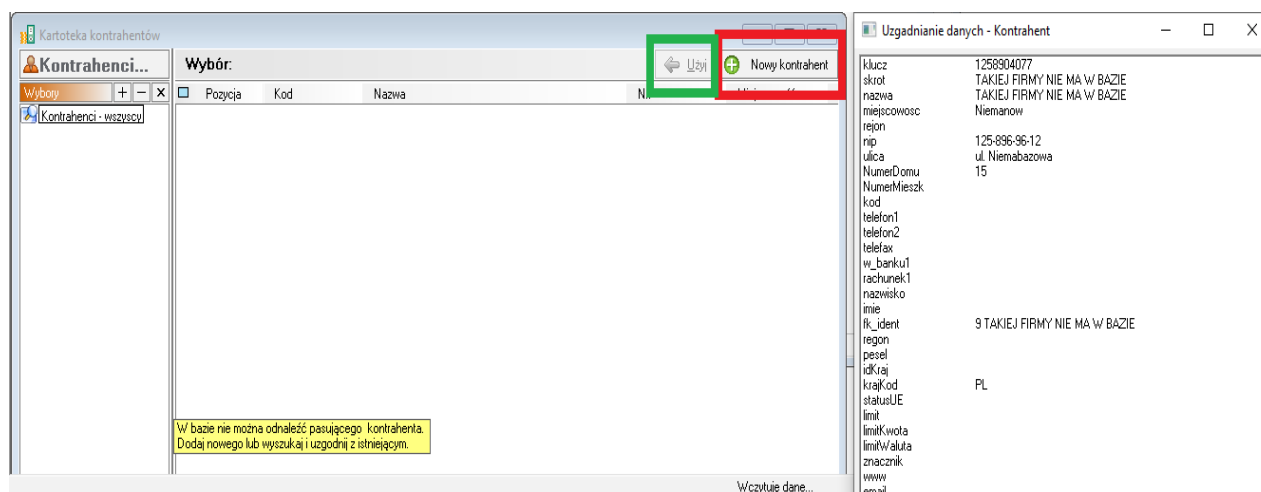 Kartoteka kontrahentów
Kontrahenci...
Wybór:
Użyj
Nowy kontrahent
Wybory
Pozycja Kod Nazwa
Kontrahenci - wszyscy
W bazie nie można odnaleźć pasującego kontrahenta.
Dodaj nowego lub wyszukaj i uzgodnij z istniejącym.
Wczytuje dane...
Uzgadnianie danych - Kontrahent
klucz 1258904077
skrot TAKIEJ FIRMY NIE MA W BAZIE
nazwa TAKIEJ FIRMY NIE MA W BAZIE
miejscowosc Niemanow
rejon
nip 125-896-96-12
ulica ul. Niemabazowa
NumerDomu 15
NumerMieszk
kod
telefon1
telefon2
telefax
w_banku1
rachunek1
nazwisko
imie
fk_ident 9 TAKIEJ FIRMY NIE MA W BAZIE
regon
pesel
idKraj
krajKod PL
statusUE
limit
limitKwota
limitWaluta
znacznik
www
email